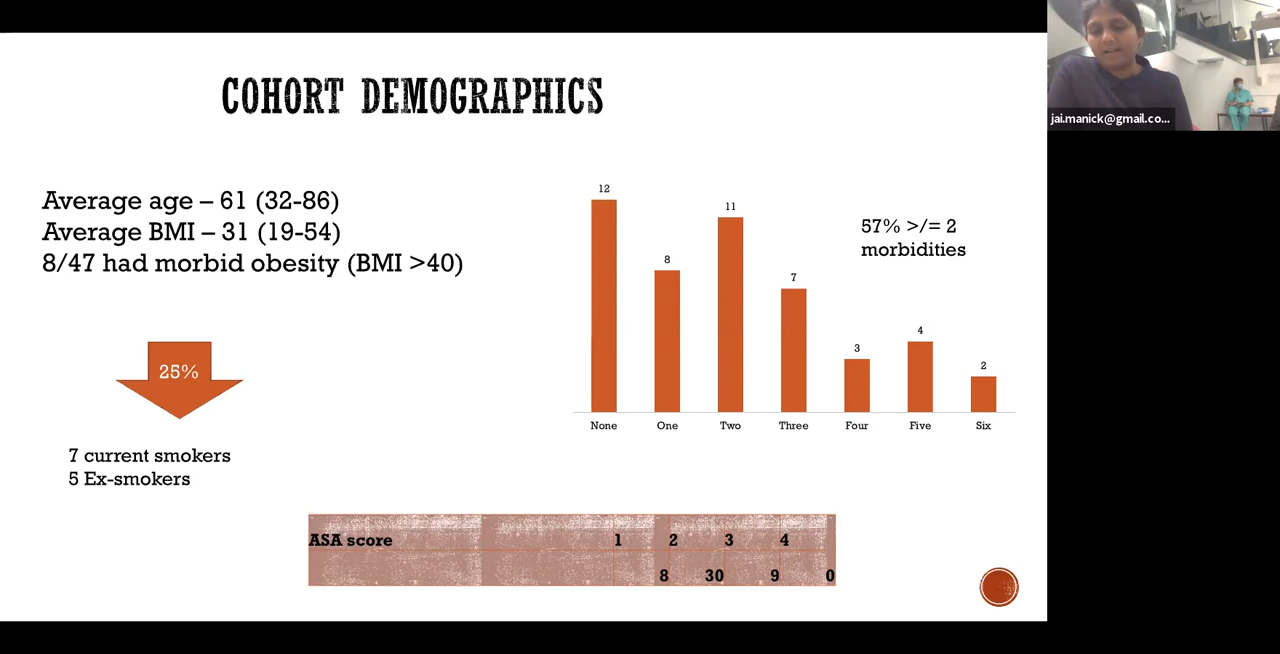 COHORT DEMOGRAPHICS
Average age – 61 (32-86)
Average BMI – 31 (19-54)
8/47 had morbid obesity (BMI >40)
25%
7 current smokers
5 Ex-smokers
12
8
11
7
3
4
2
None
One
Two
Three
Four
Five
Six
57% >/= 2
morbidities
ASA score 1 2 3 4
8 30 9 0
jai.manick@gmail.co...